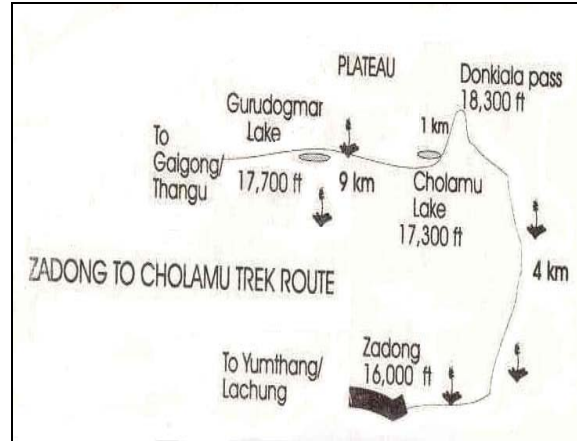 PLATEAU
Donkiala pass
18,300 ft
Gurudogmar
Lake
1 km
To
Gaigong/
Thangu
17,700 ft
9 km
Cholamu
Lake
17,300 ft
ZADONG TO CHOLAMU TREK ROUTE
4 km
To Yumthang/
Lachung
Zadong
16,000 ft